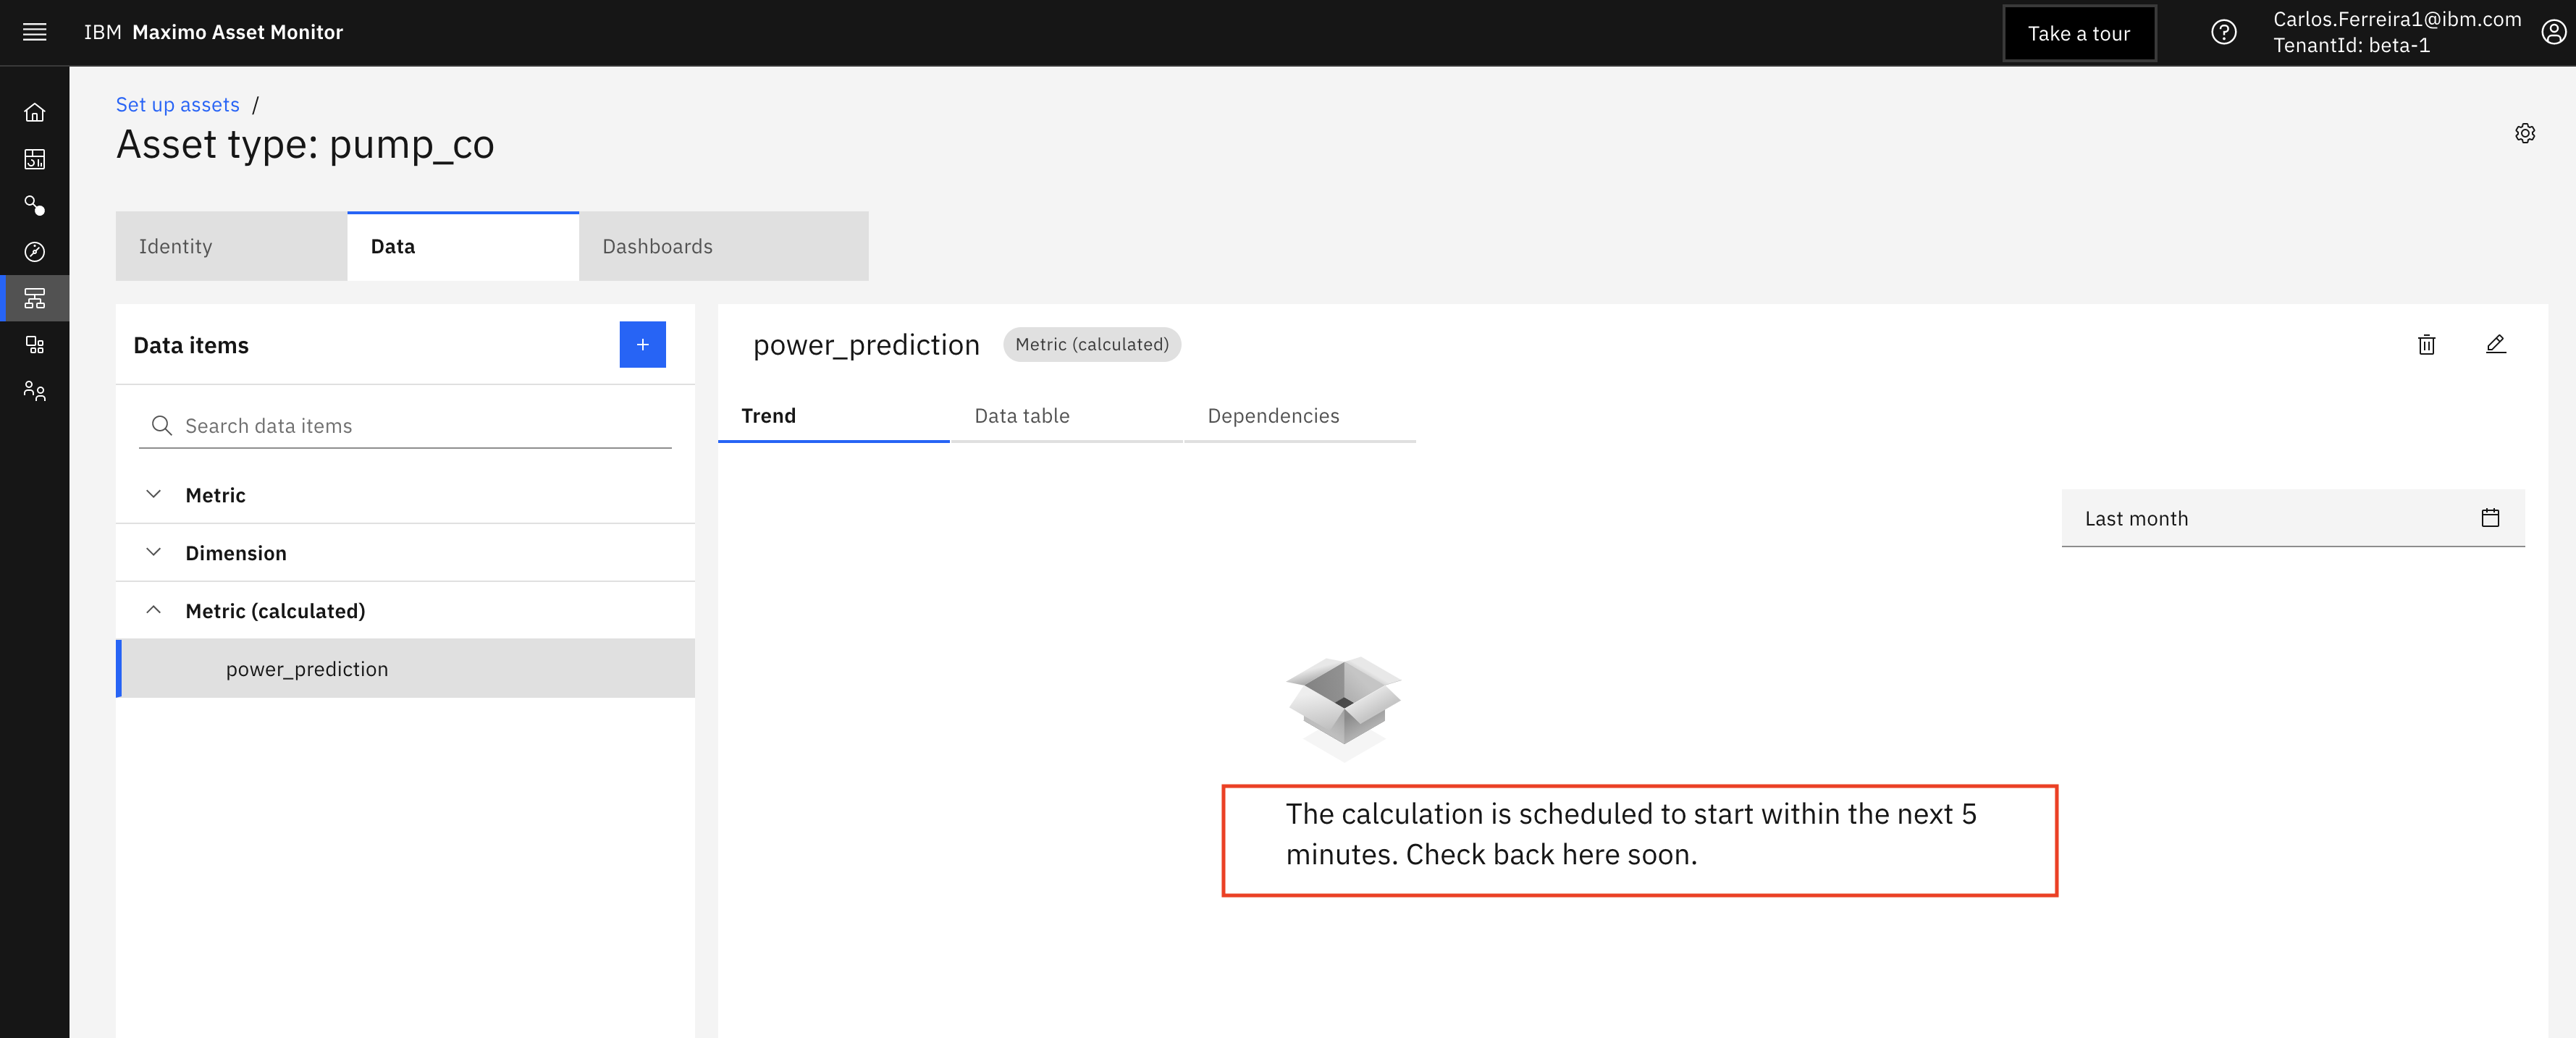 IBM Maximo Asset Monitor
Take a tour
Carlos.Ferreira1@ibm.com
TenantId: beta-1
Set up assets /
Asset type: pump_co
Identity
Data
Dashboards
Data items
+
Search data items
Metric
Dimension
Metric (calculated)
power_prediction
power_prediction
Metric (calculated)
Trend
Data table
Dependencies
Last month
The calculation is scheduled to start within the next 5
minutes. Check back here soon.